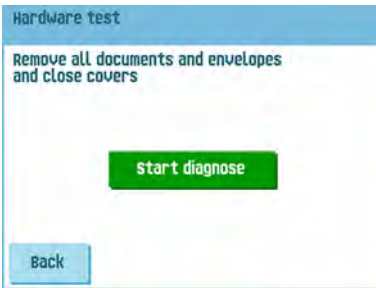 Hardware test
Remove all documents and envelopes
and close covers
Start diagnose
Back